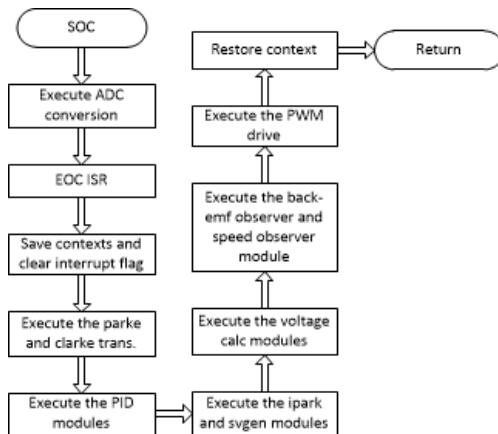 SOC
Execute ADC
conversion
EOC ISR
Save contexts and
clear interrupt flag
Execute the parke
and clarke trans.
Execute the PID
modules
Execute the ipark
and svgen modules
Execute the voltage
calc modules
Execute the back-
emf observer and
speed observer
module
Execute the PWM
drive
Restore context
Return